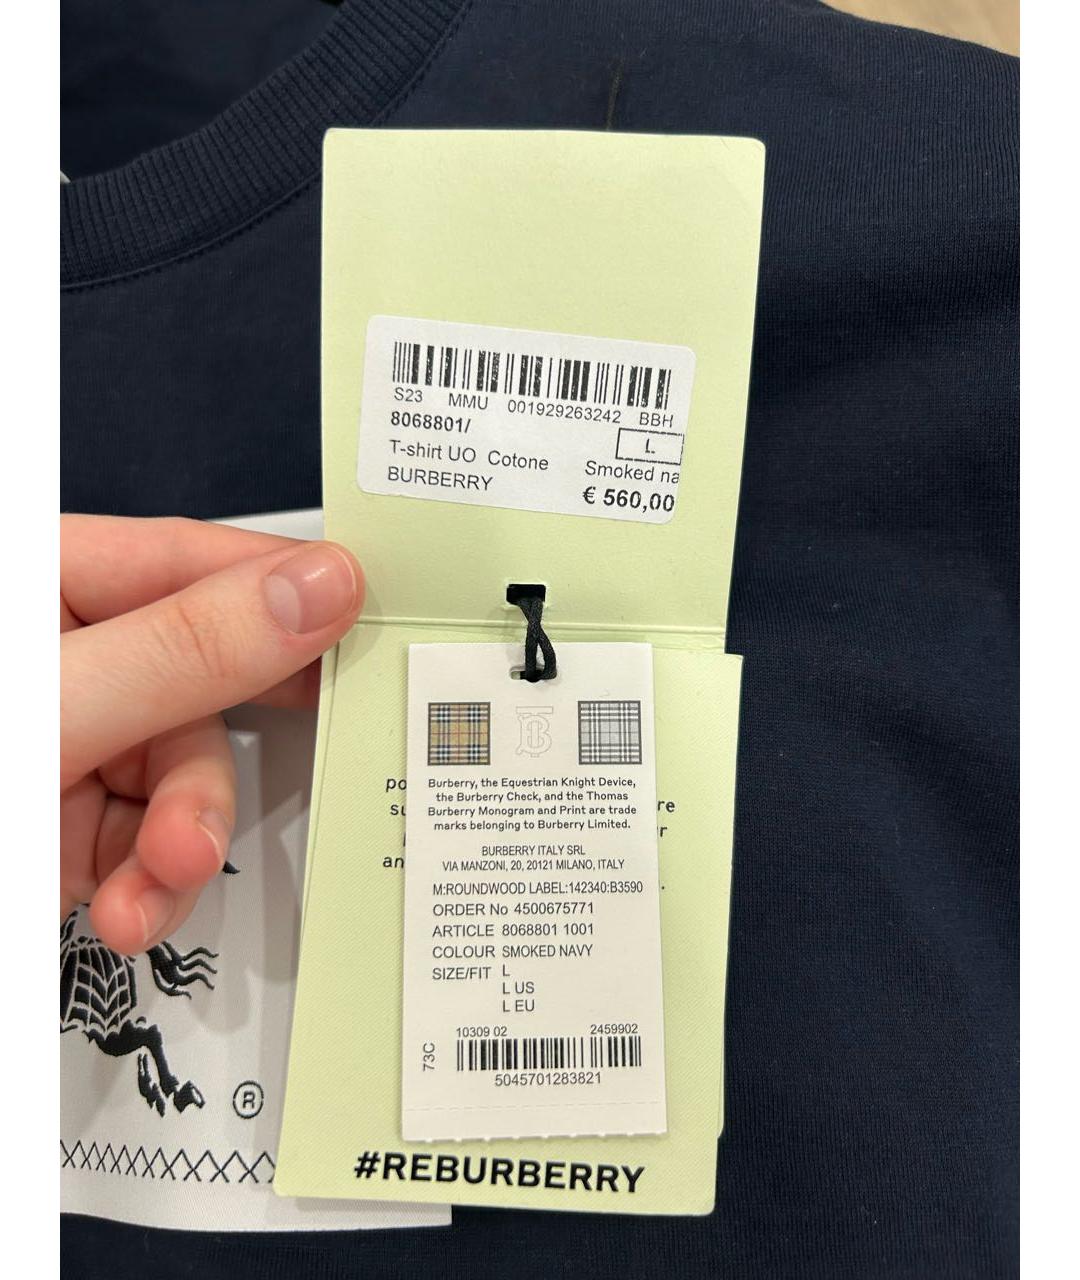 S23 MMU 001929263242 BBH
8068801/
L
T-shirt UO Cotone
Smoked na
BURBERRY
€ 560,00
Burberry, the Equestrian Knight Device,
the Burberry Check, and the Thomas
Burberry Monogram and Print are trade
marks belonging to Burberry Limited.
BURBERRY ITALY SRL
VIA MANZONI, 20, 20121 MILANO, ITALY
M:ROUNDWOOD LABEL:142340:B3590
ORDER No 4500675771
ARTICLE 8068801 1001
COLOUR SMOKED NAVY
SIZE/FIT L
L US
L EU
10309 02 2459902
73C
5045701283821
#REBURBERRY
®